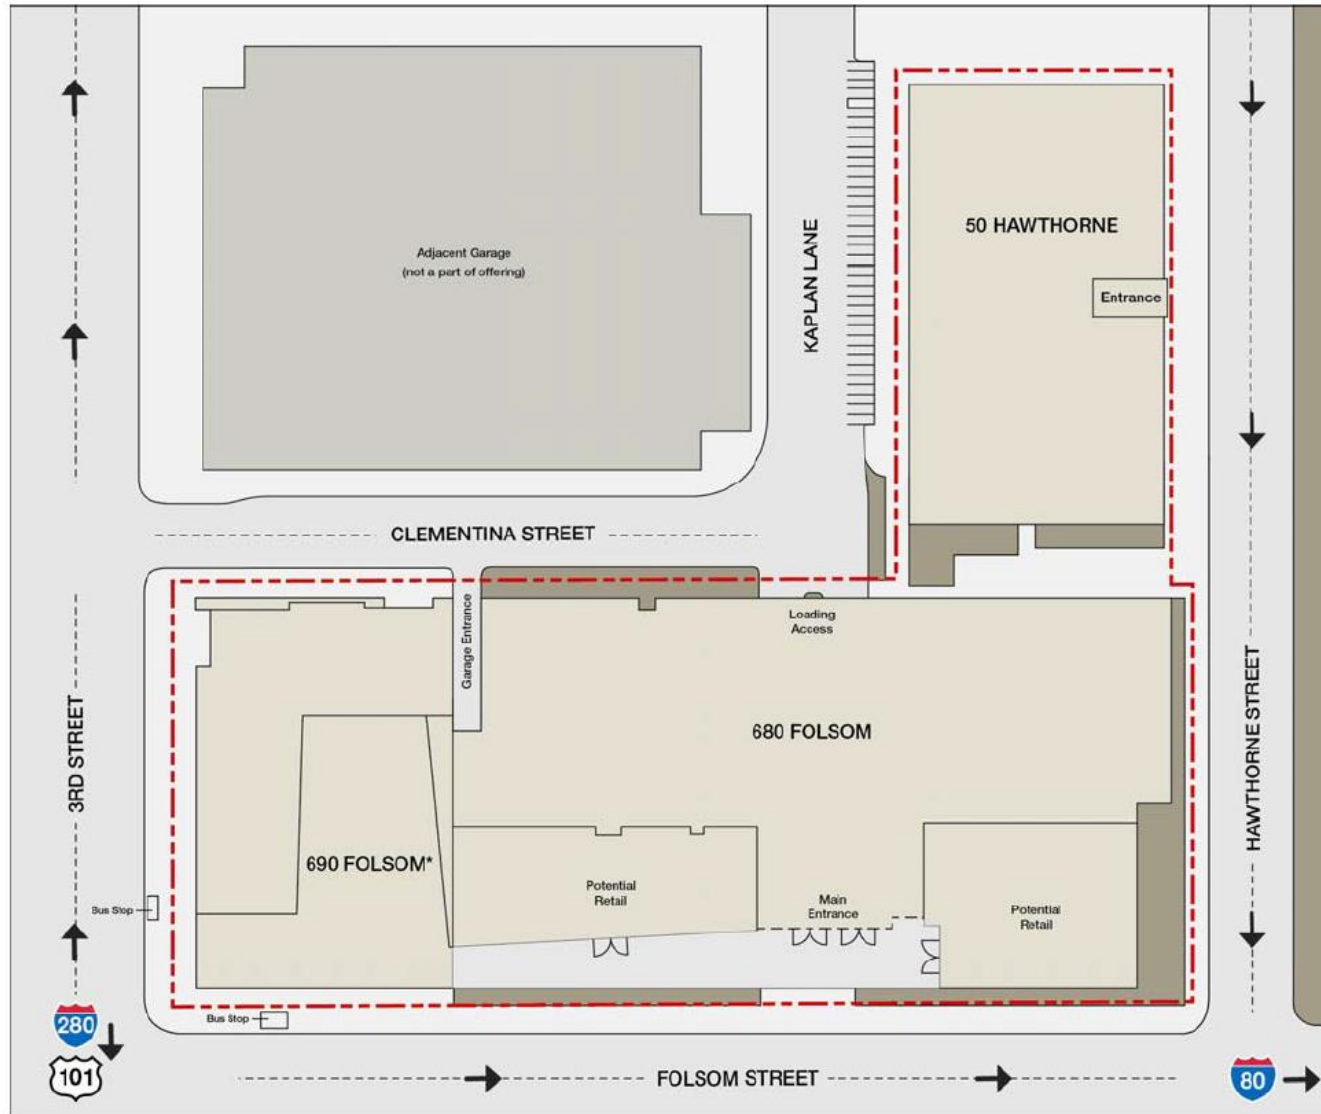 Adjacent Garage
(not a part of offering)
KAPLAN LANE
50 HAWTHORNE
Entrance
CLEMENTINA STREET
Garage Entrance
Loading
Access
3RD STREET
680 FOLSOM
HAWTHORNE STREET
690 FOLSOM*
Potential
Retail
Main
Entrance
Potential
Retail
Bus Stop
Bus Stop
280
101
FOLSOM STREET
80